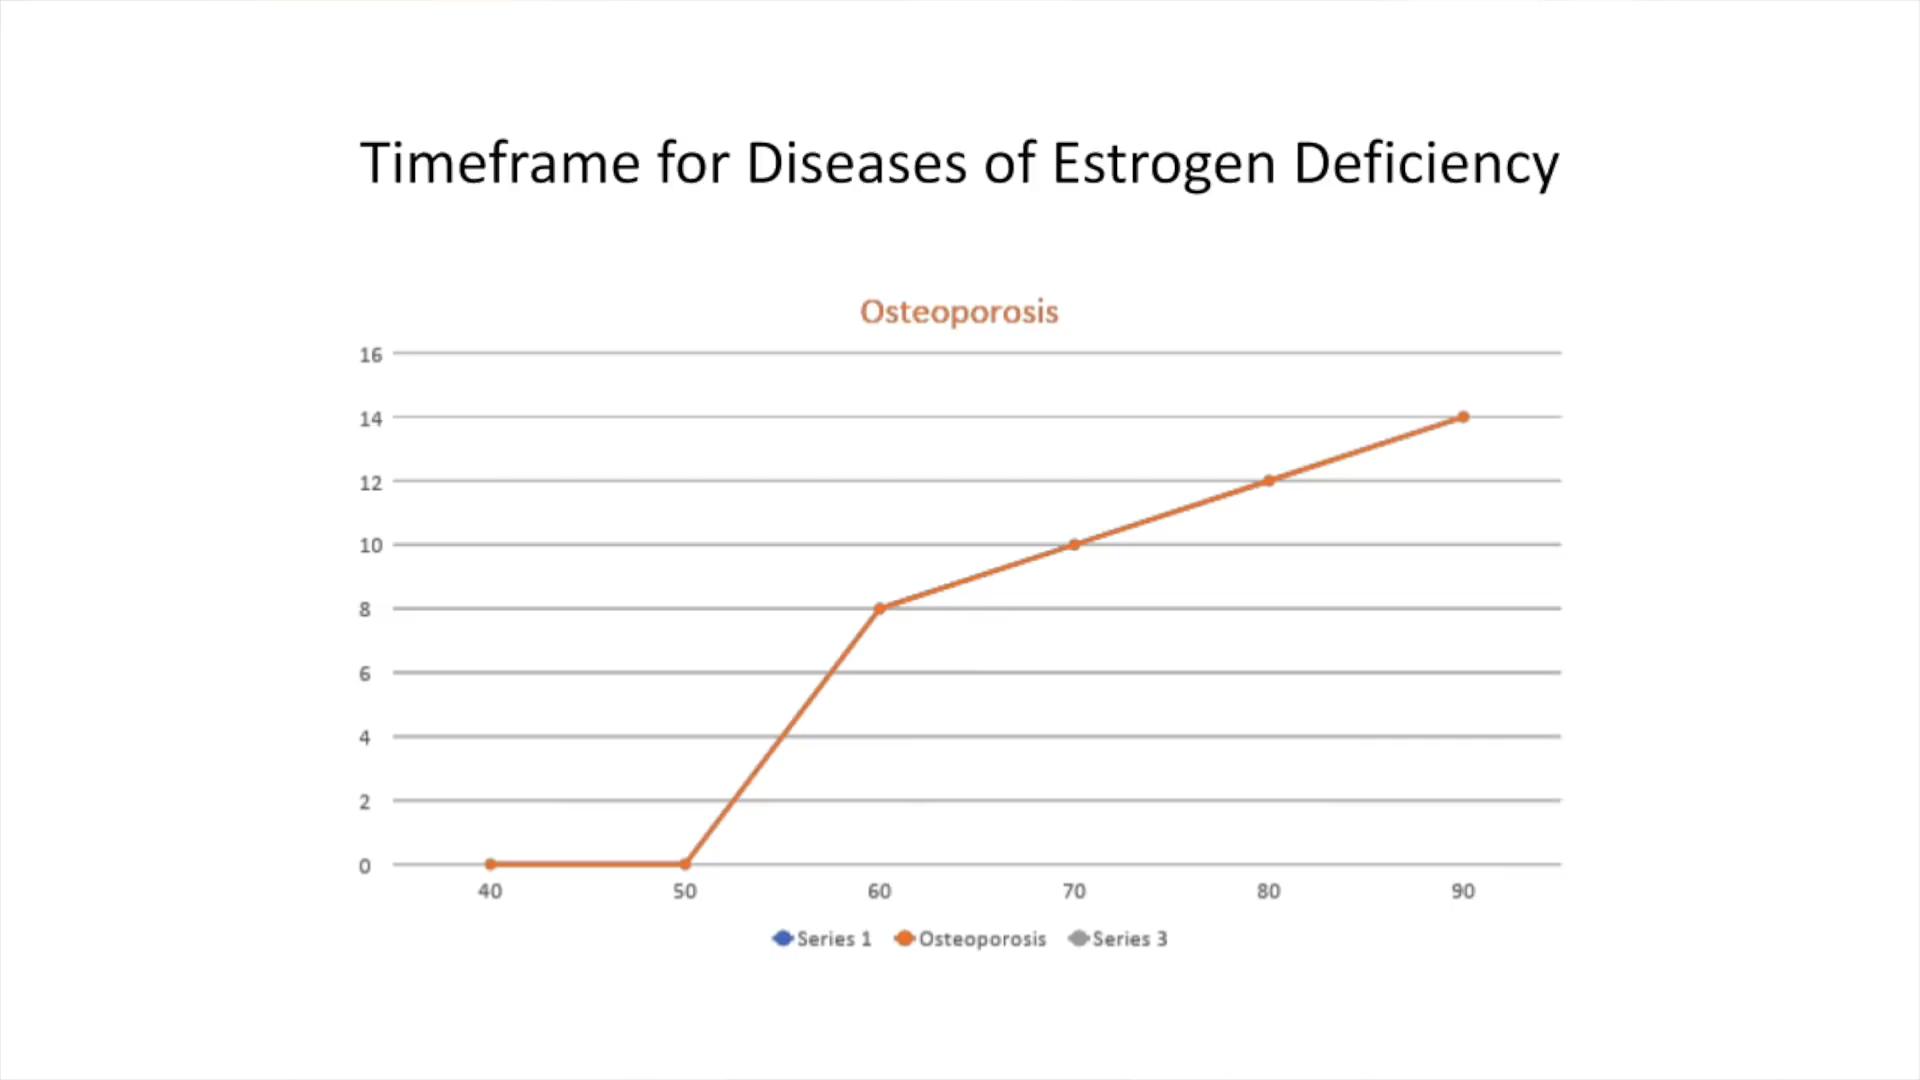 Timeframe for Diseases of Estrogen Deficiency
Osteoporosis
16
14
12
10
8
6
4
2
0
40 50 60 70 80 90
Series 1 Osteoporosis Series 3